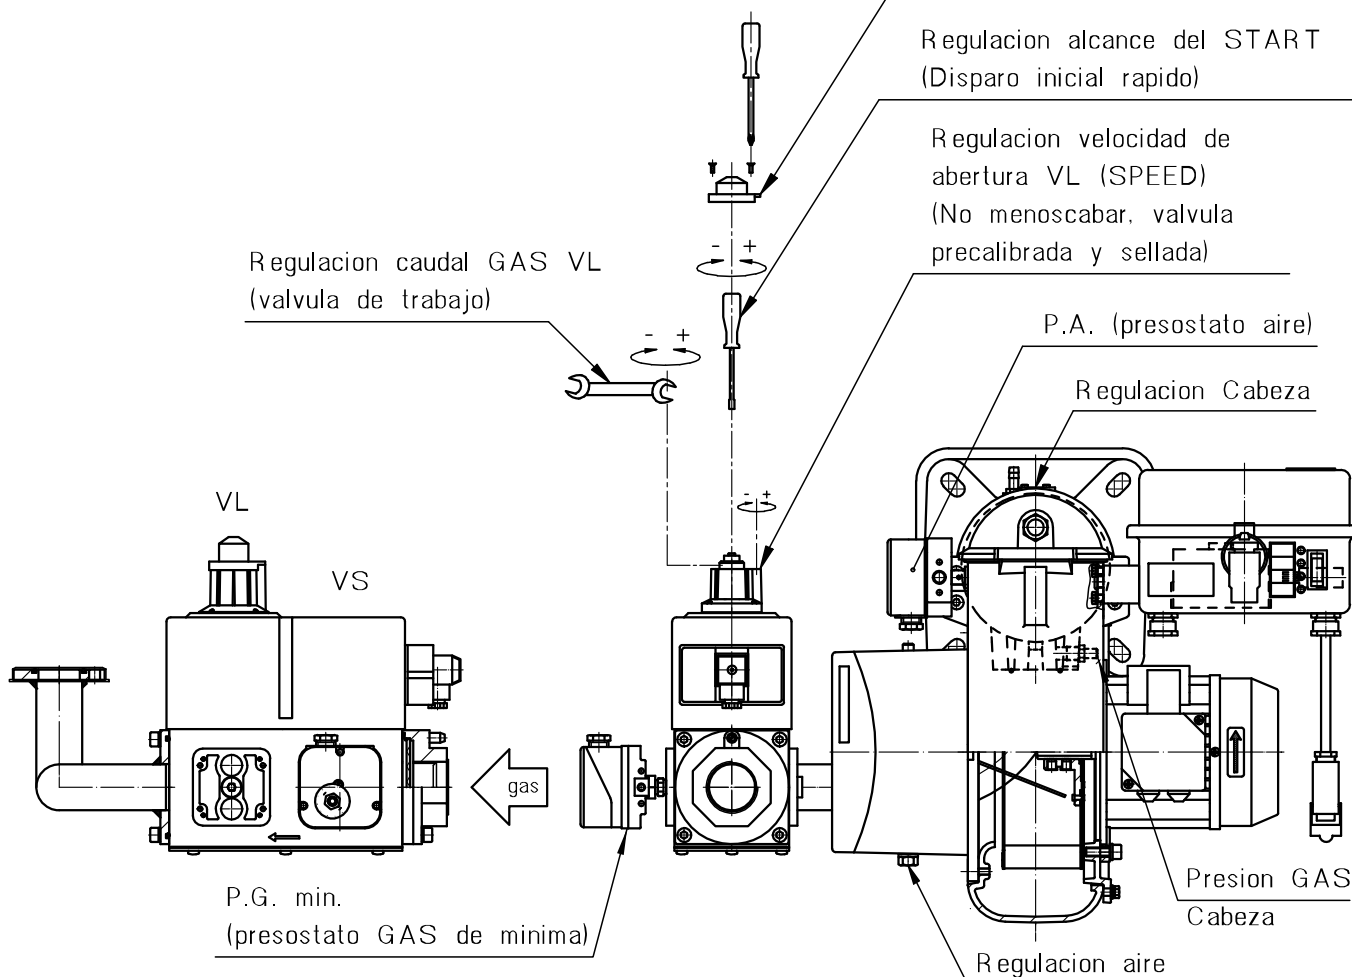 Regulacion alcance del START
(Disparo inicial rapido)
Regulacion velocidad de
abertura VL (SPEED)
(No menoscabar, valvula
precalibrada y sellada)
- +
Regulacion caudal GAS VL
(valvula de trabajo)
- +
P.A. (presostato aire)
Regulacion Cabeza
- +
VL
VS
gas
P.G. min.
(presostato GAS de minima)
Presion GAS
Cabeza
Regulacion aire